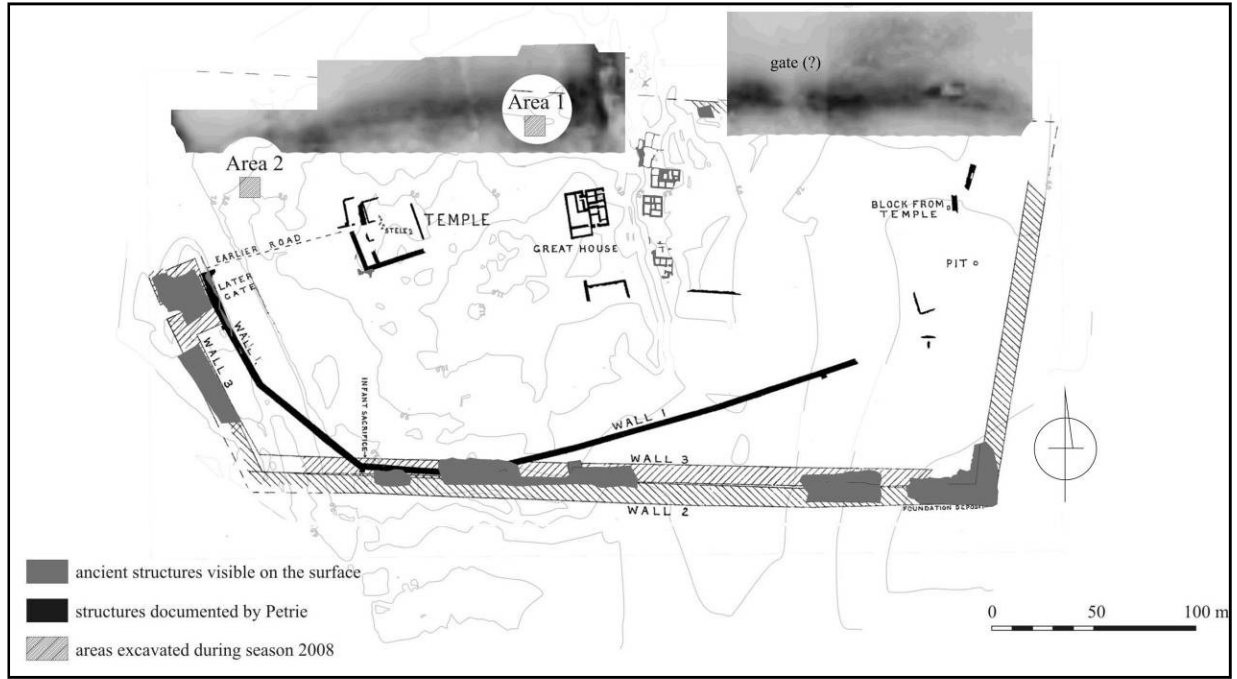 gate (?)
Area 1
Area 2
STELES
TEMPLE
EARLIER ROAD
GREAT HOUSE
BLOCK FROM
TEMPLE
PIT
LATER
GATE
WALL 1.
WALL 3
INFANT SACRIFICE
WALL 1
WALL 3
WALL 2
FOUNDATION DEPOSIT
ancient structures visible on the surface
structures documented by Petrie
areas excavated during season 2008
0 50 100 m